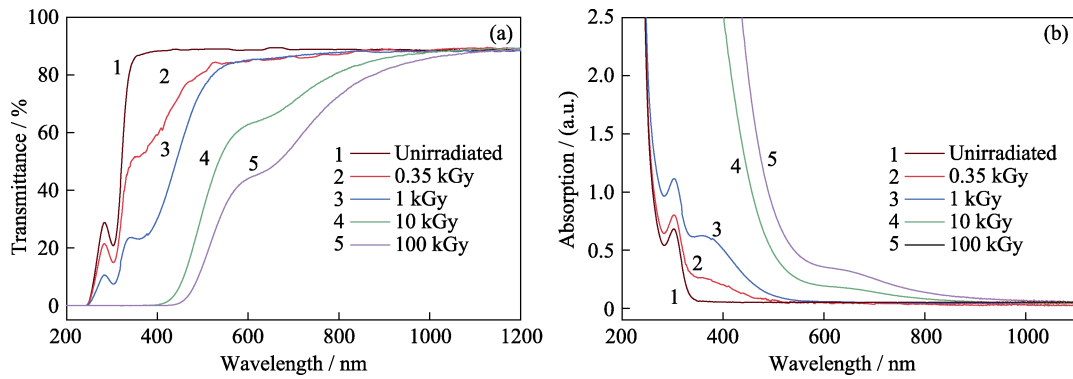 (a)
Transmittance / %
100
80
60
40
20
0
200
400
600
800
1000
1200
Wavelength / nm
1
2
3
4
5
1 Unirradiated
2 0.35 kGy
3 1 kGy
4 10 kGy
5 100 kGy
(b)
Absorption / (a.u.)
2.5
2.0
1.5
1.0
0.5
0
200
400
600
800
1000
Wavelength / nm
1
2
3
4
5
1 Unirradiated
2 0.35 kGy
3 1 kGy
4 10 kGy
5 100 kGy